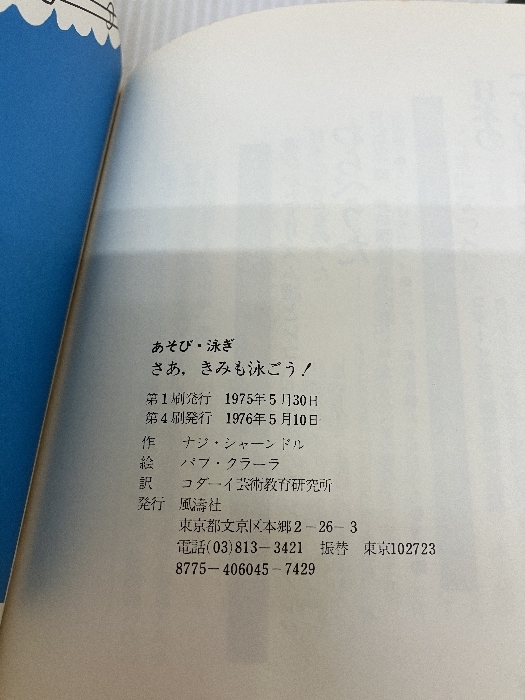 あそび・泳ぎ
さあ，きみも泳ごう！
第1刷発行　1975年5月30日
第4刷発行　1976年5月10日
作　ナジ・シャーンドル
絵　パプ・クラーラ
訳　コダーイ芸術教育研究所
発行　風濤社
東京都文京区本郷2－26－3
電話(03)813－3421　振替　東京102723
8775－406045－7429